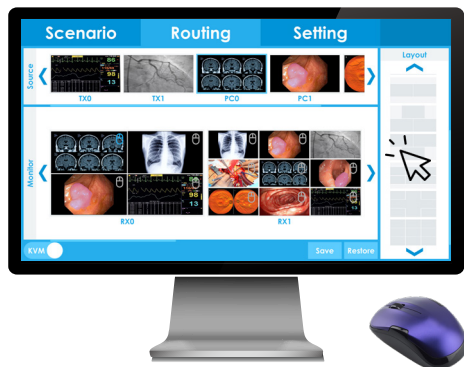 Scenario Routing Setting
Source
TX0 TX1 PC0 PC1
Layout
Monitor
RX0 RX1
KVM Save Restore